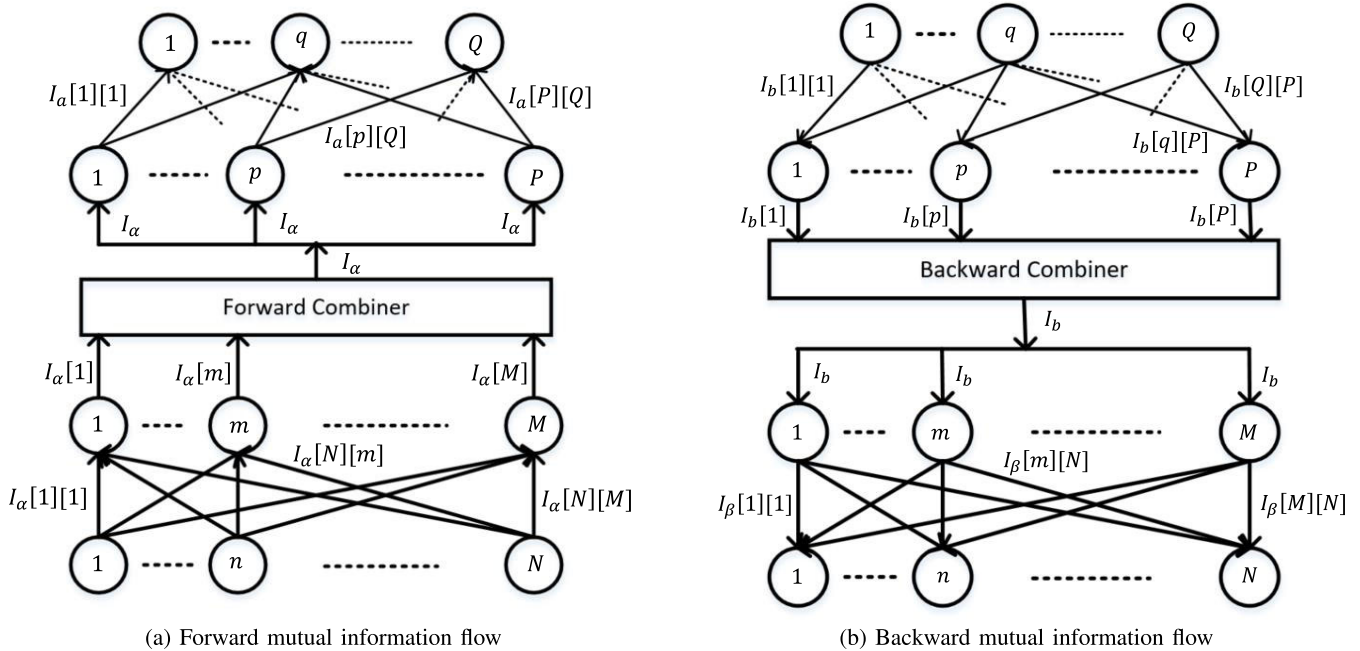 1 q Q
I_a[1][1] I_a[P][Q]
I_a[p][Q]
1 p P
I_α I_α I_α
I_α
Forward Combiner
I_α[1] I_α[m] I_α[M]
1 m M
I_α[N][m]
I_α[1][1] I_α[N][M]
1 n N
(a) Forward mutual information flow
1 q Q
I_b[1][1] I_b[Q][P]
I_b[q][P]
1 p P
I_b[1] I_b[p] I_b[P]
Backward Combiner
I_b
I_b I_b I_b
1 m M
I_β[m][N]
I_β[1][1] I_β[M][N]
1 n N
(b) Backward mutual information flow